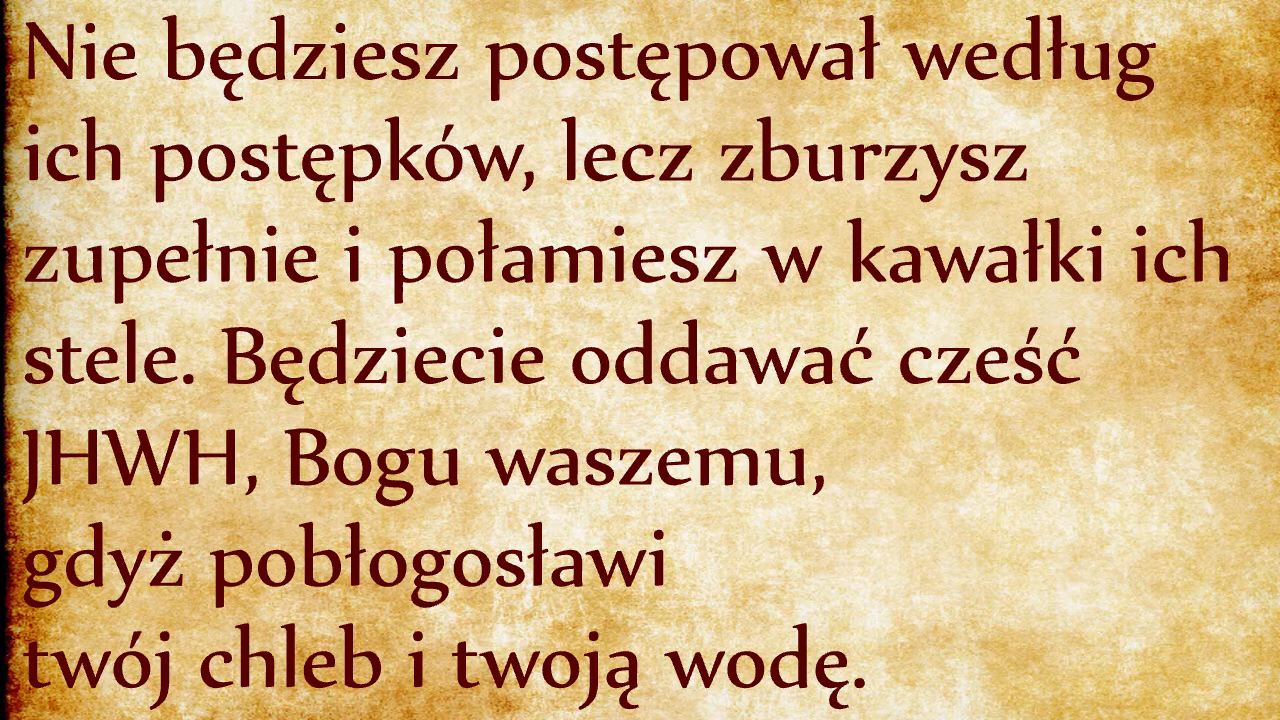 Nie będziesz postępował według
ich postępków, lecz zburzysz
zupełnie i połamiesz w kawałki ich
stele. Będziecie oddawać cześć
JHWH, Bogu waszemu,
gdyż pobłogosławi
twój chleb i twoją wodę.